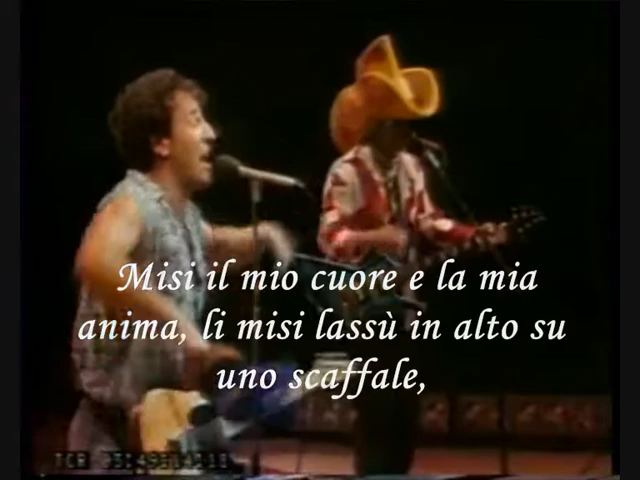 Misi il mio cuore e la mia
anima, li misi lassù in alto su
uno scaffale,